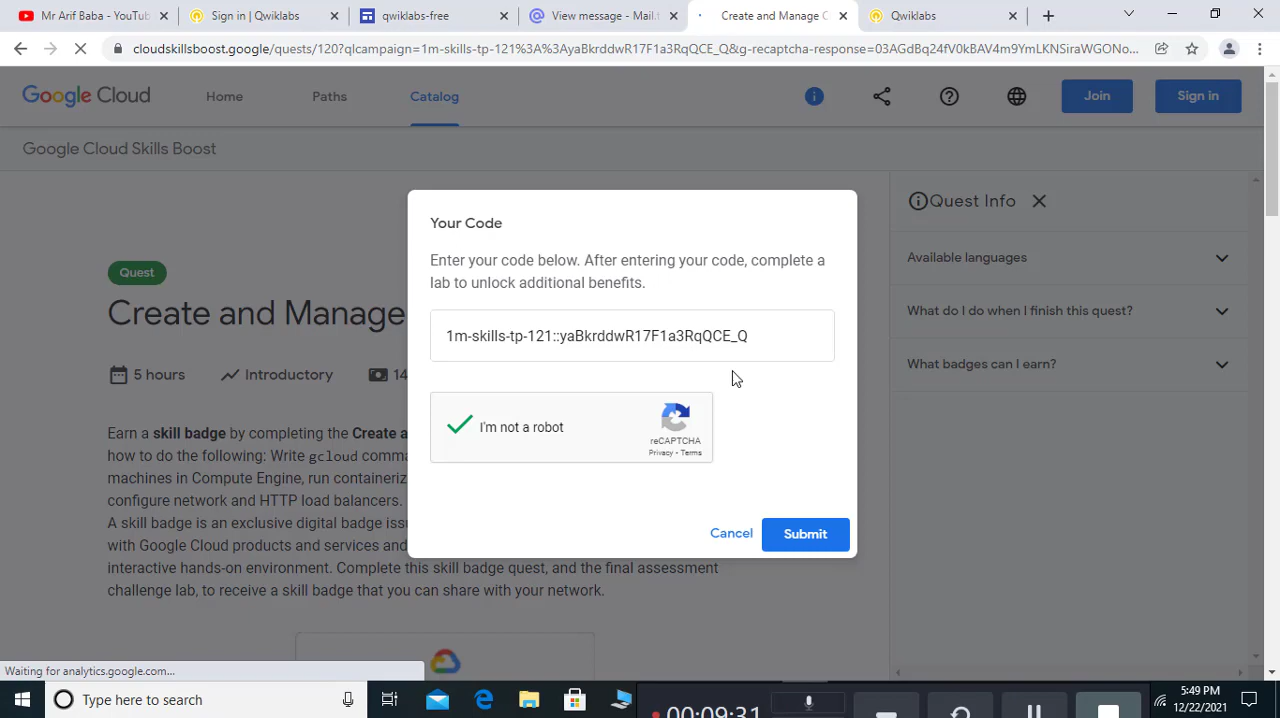 Mr Arif Baba - YouTub
Sign in | Qwiklabs
qwiklabs-free
View message - Mail.t
Create and Manage C
Qwiklabs
cloudskillsboost.google/quests/120?qlcampaign=1m-skills-tp-121%3A%3AyaBkrddwR17F1a3RqQCE_Q&g-recaptcha-response=03AGdBq24fV0kBAV4m9YmLKNSiraWGONo...
Google Cloud
Home
Paths
Catalog
Join
Sign in
Google Cloud Skills Boost
Your Code
Enter your code below. After entering your code, complete a
lab to unlock additional benefits.
1m-skills-tp-121::yaBkrddwR17F1a3RqQCE_Q
I'm not a robot
reCAPTCHA
Privacy - Terms
Cancel
Submit
Quest
Create and Manage
5 hours
Introductory
14
Earn a skill badge by completing the Create a
how to do the following: Write gcloud comma
machines in Compute Engine, run containeriz
configure network and HTTP load balancers.
A skill badge is an exclusive digital badge issu
with Google Cloud products and services and
interactive hands-on environment. Complete this skill badge quest, and the final assessment
challenge lab, to receive a skill badge that you can share with your network.
Quest Info
Available languages
What do I do when I finish this quest?
What badges can I earn?
Waiting for analytics.google.com...
Type here to search
00:09:31
5:49 PM
12/22/2021